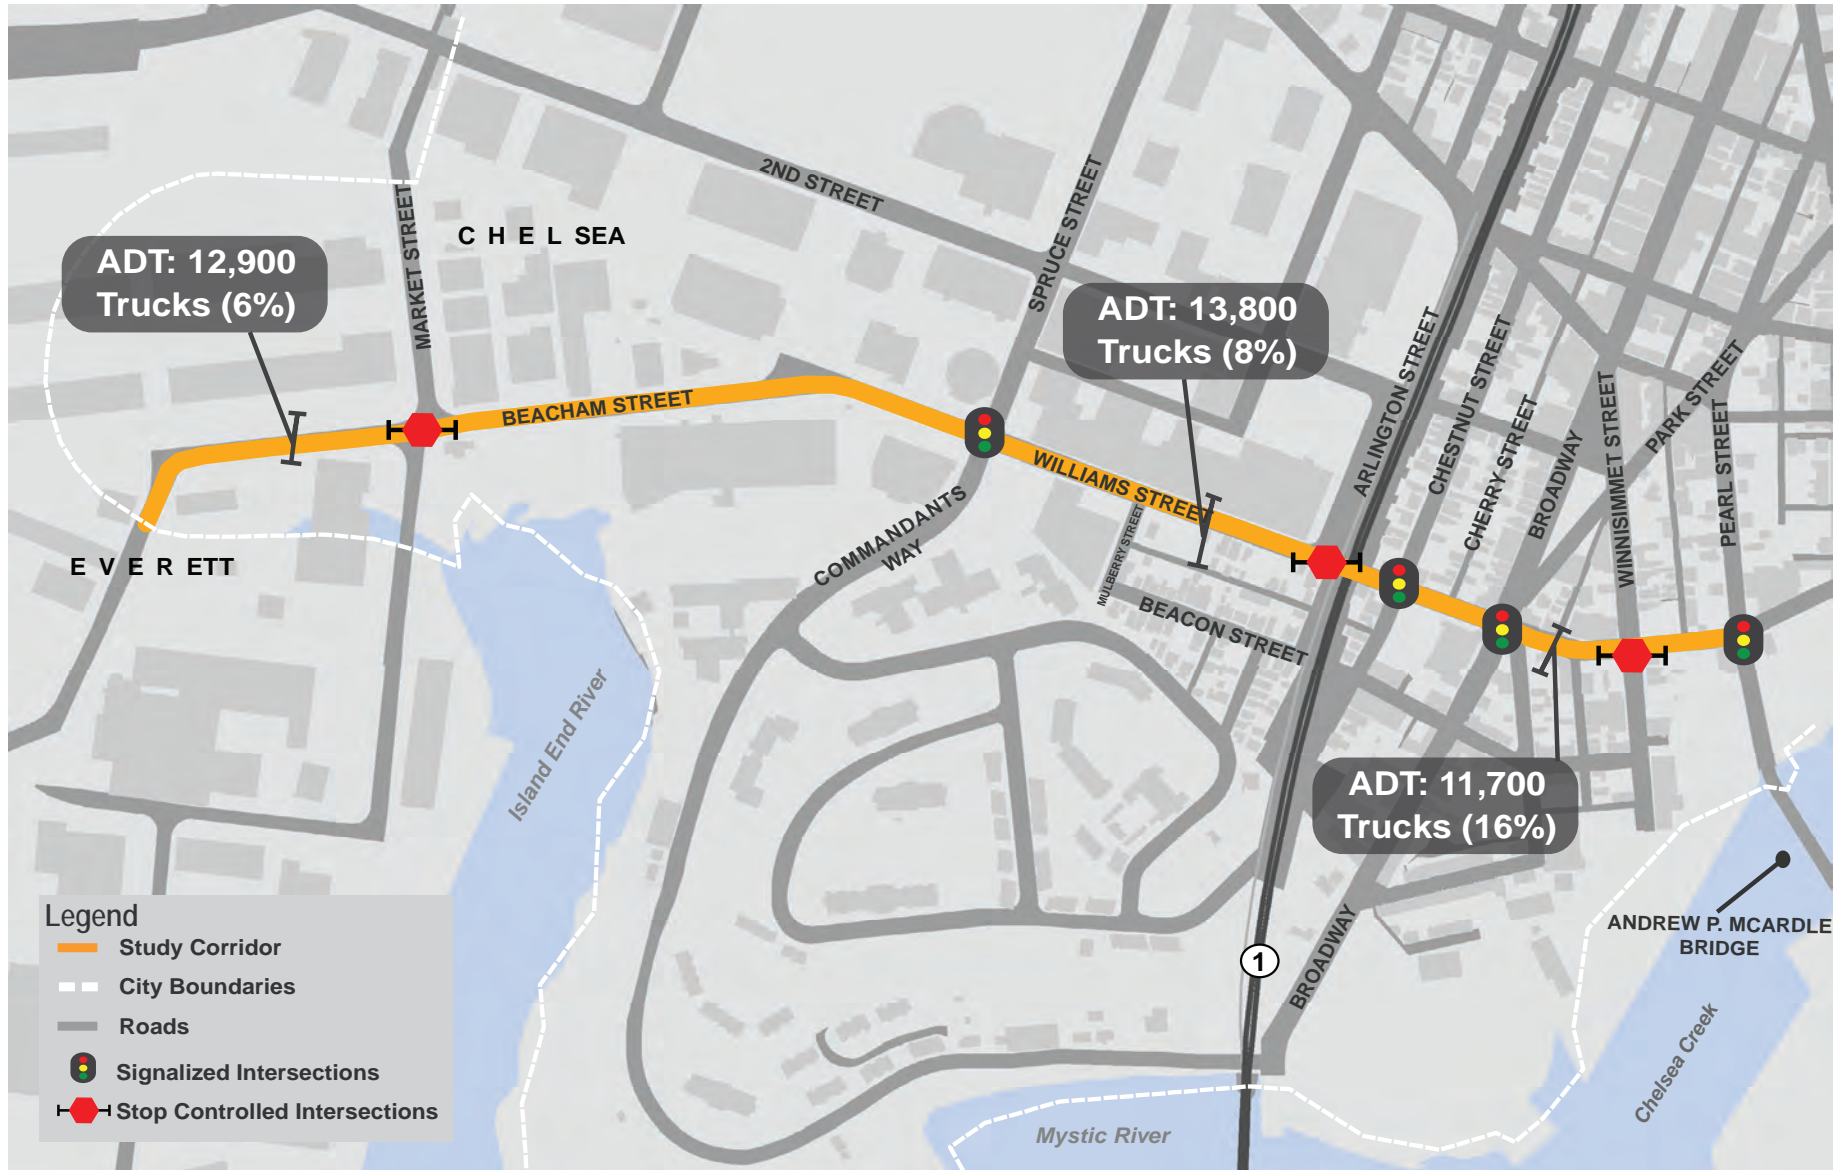 2ND STREET
SPRUCE STREET
MARKET STREET
C H E L SEA
ADT: 12,900
Trucks (6%)
ADT: 13,800
Trucks (8%)
ARLINGTON STREET
CHESTNUT STREET
CHERRY STREET
BROADWAY
WINNISIMMET STREET
PARK STREET
PEARL STREET
BEACHAM STREET
WILLIAMS STREET
COMMANDANTS
WAY
MULBERRY STREET
BEACON STREET
E V E R ETT
Island End River
ADT: 11,700
Trucks (16%)
ANDREW P. MCARDLE
BRIDGE
BROADWAY
1
Chelsea Creek
Mystic River
Legend
Study Corridor
City Boundaries
Roads
Signalized Intersections
Stop Controlled Intersections